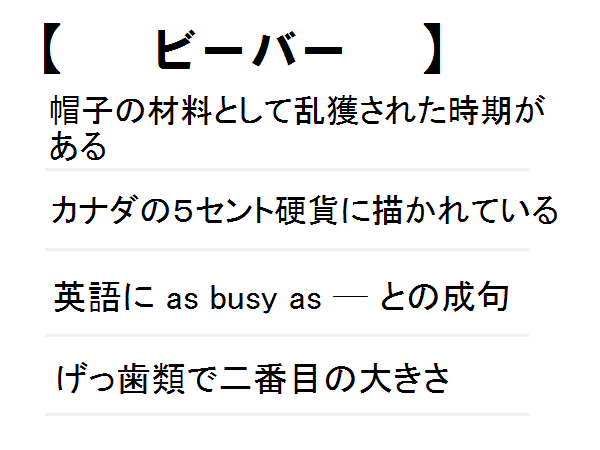 【　ビーバー　】
帽子の材料として乱獲された時期が
ある
カナダの５セント硬貨に描かれている
英語に as busy as ― との成句
げっ歯類で二番目の大きさ